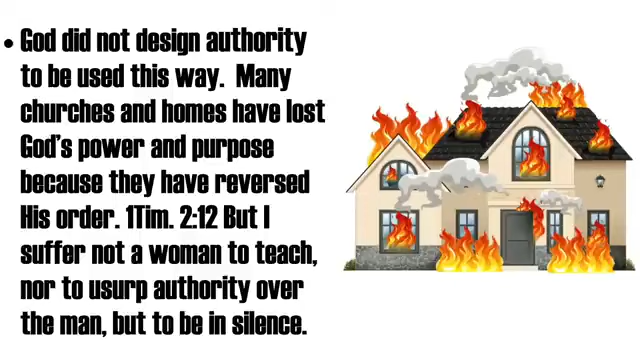 • God did not design authority
to be used this way.  Many
churches and homes have lost
God's power and purpose
because they have reversed
His order. 1Tim. 2:12 But I
suffer not a woman to teach,
nor to usurp authority over
the man, but to be in silence.